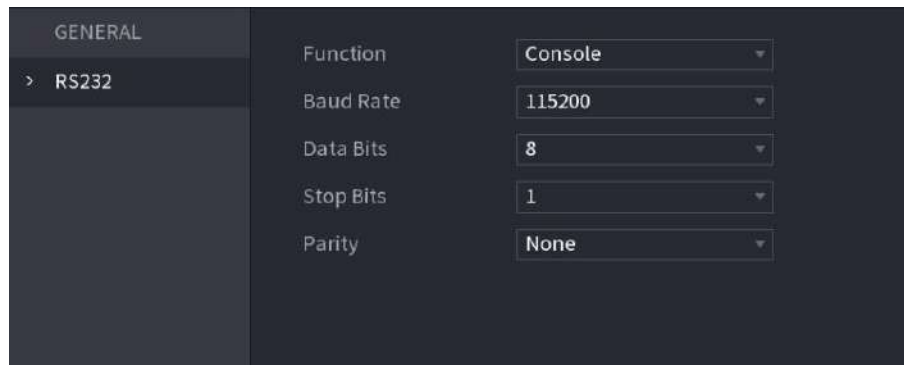 GENERAL
> RS232
Function Console
Baud Rate 115200
Data Bits 8
Stop Bits 1
Parity None